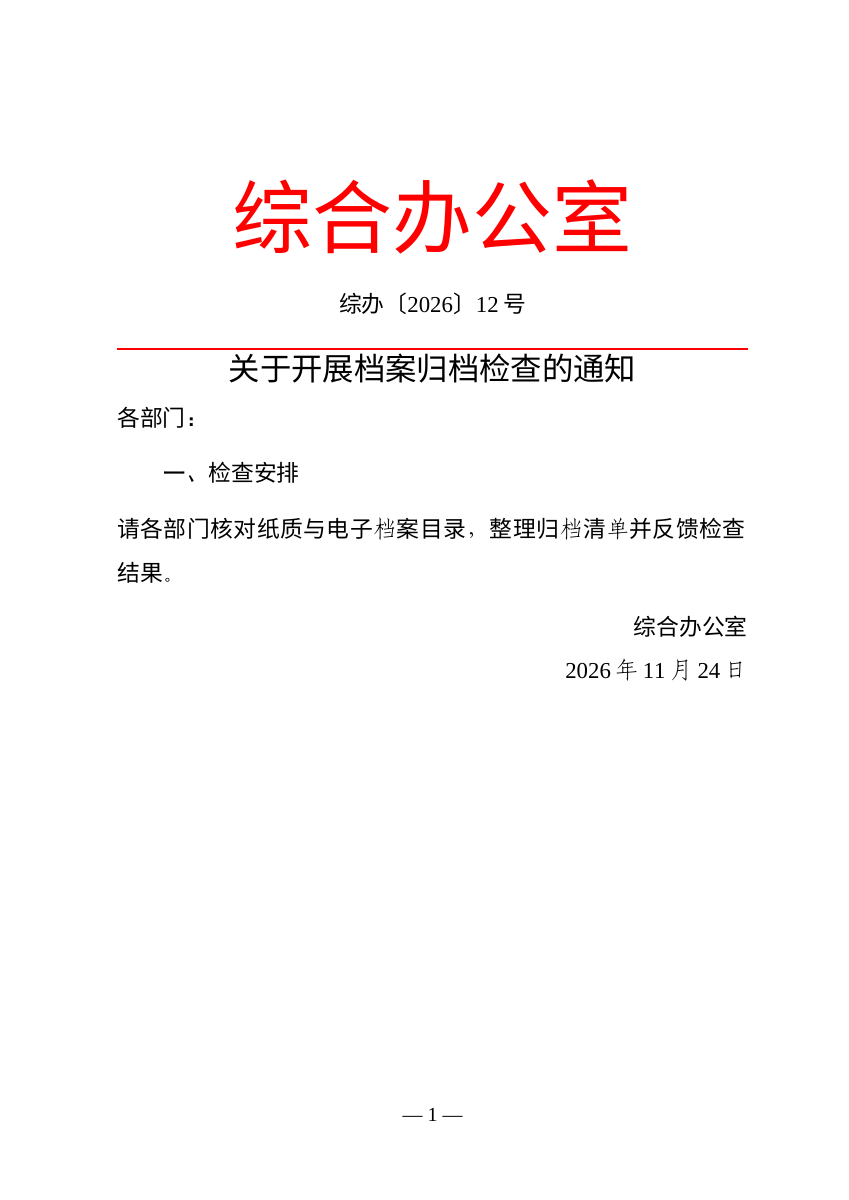 综合办公室
综办〔2026〕12号
关于开展档案归档检查的通知
各部门：
一、检查安排
请各部门核对纸质与电子档案目录，整理归档清单并反馈检查
结果。
综合办公室
2026年11月24日
— 1 —